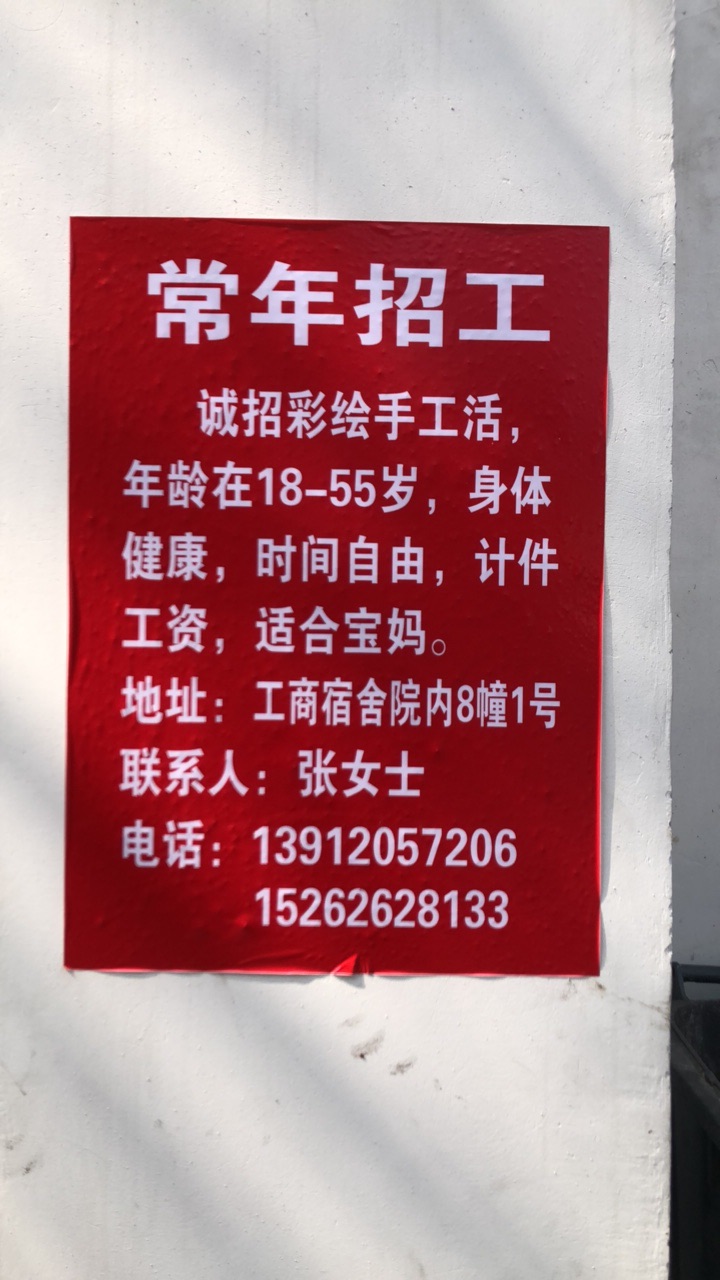 常年招工
诚招彩绘手工活，
年龄在18-55岁，身体
健康，时间自由，计件
工资，适合宝妈。
地址：工商宿舍院内8幢1号
联系人：张女士
电话：13912057206
15262628133